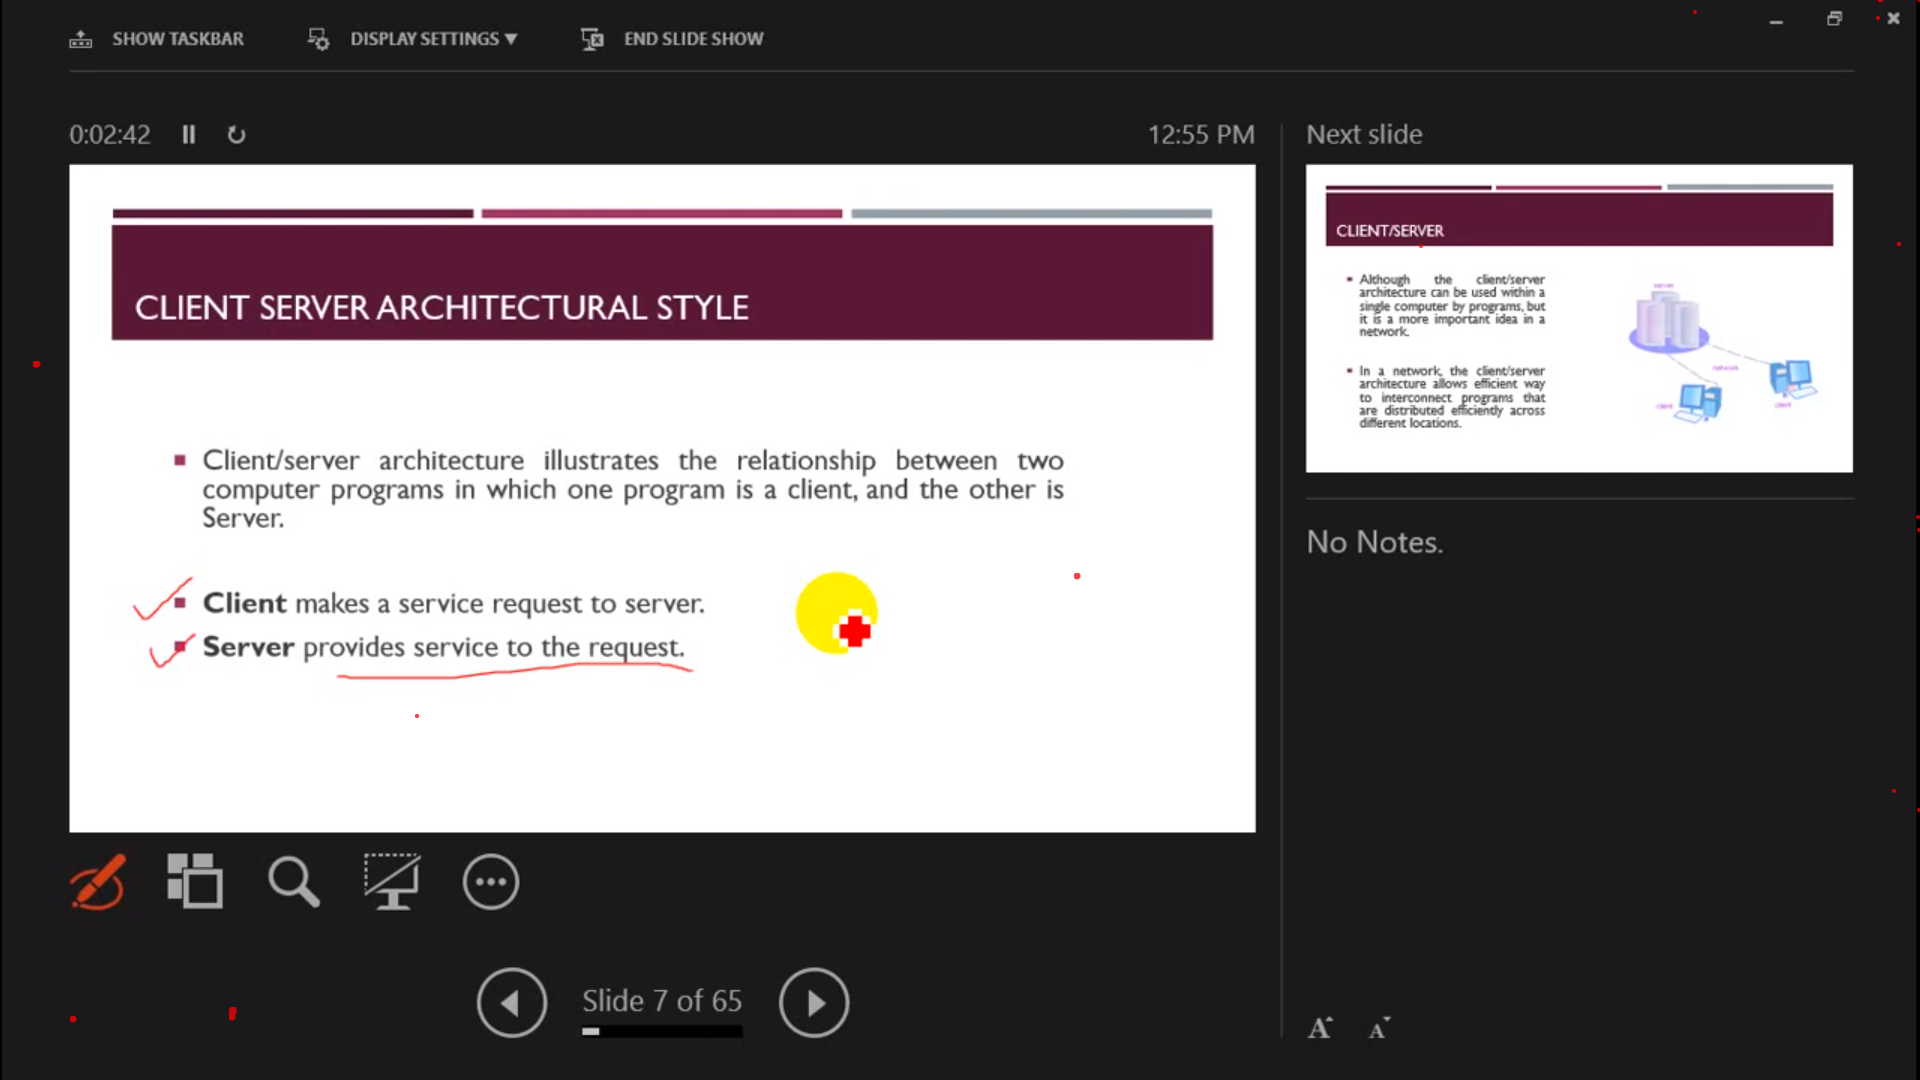 SHOW TASKBAR
DISPLAY SETTINGS ▼
END SLIDE SHOW
0:02:42
12:55 PM
Next slide
CLIENT SERVER ARCHITECTURAL STYLE
▪ Client/server architecture illustrates the relationship between two
computer programs in which one program is a client, and the other is
Server.
▪ Client makes a service request to server.
▪ Server provides service to the request.
CLIENT/SERVER
▪ Although the client/server
architecture can be used within a
single computer by programs, but
it is a more important idea in a
network.
▪ In a network, the client/server
architecture allows efficient way
to interconnect programs that
are distributed efficiently across
different locations.
server
network
client
client
No Notes.
Slide 7 of 65
A A